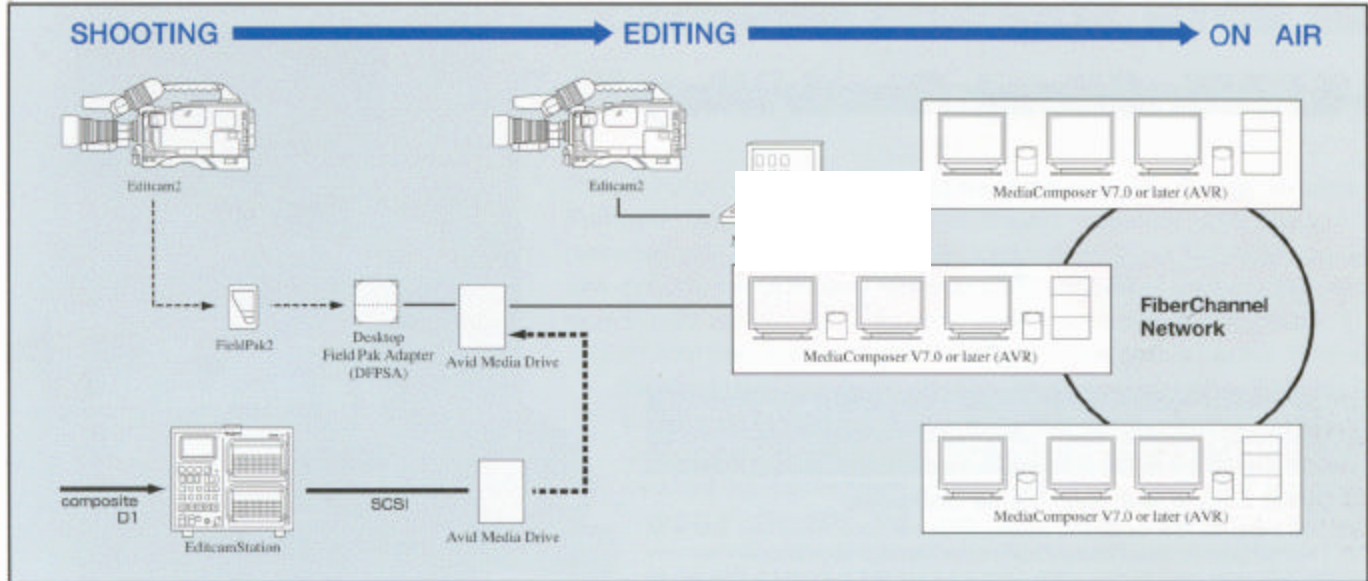 SHOOTING EDITING ON AIR
Editcam2
Editcam2
MediaComposer V7.0 or later (AVR)
FieldPak2
Desktop
Field Pak Adapter
(DFPSA)
Avid Media Drive
MediaComposer V7.0 or later (AVR)
FiberChannel
Network
composite
D1
EditcamStation
SCSI
Avid Media Drive
MediaComposer V7.0 or later (AVR)